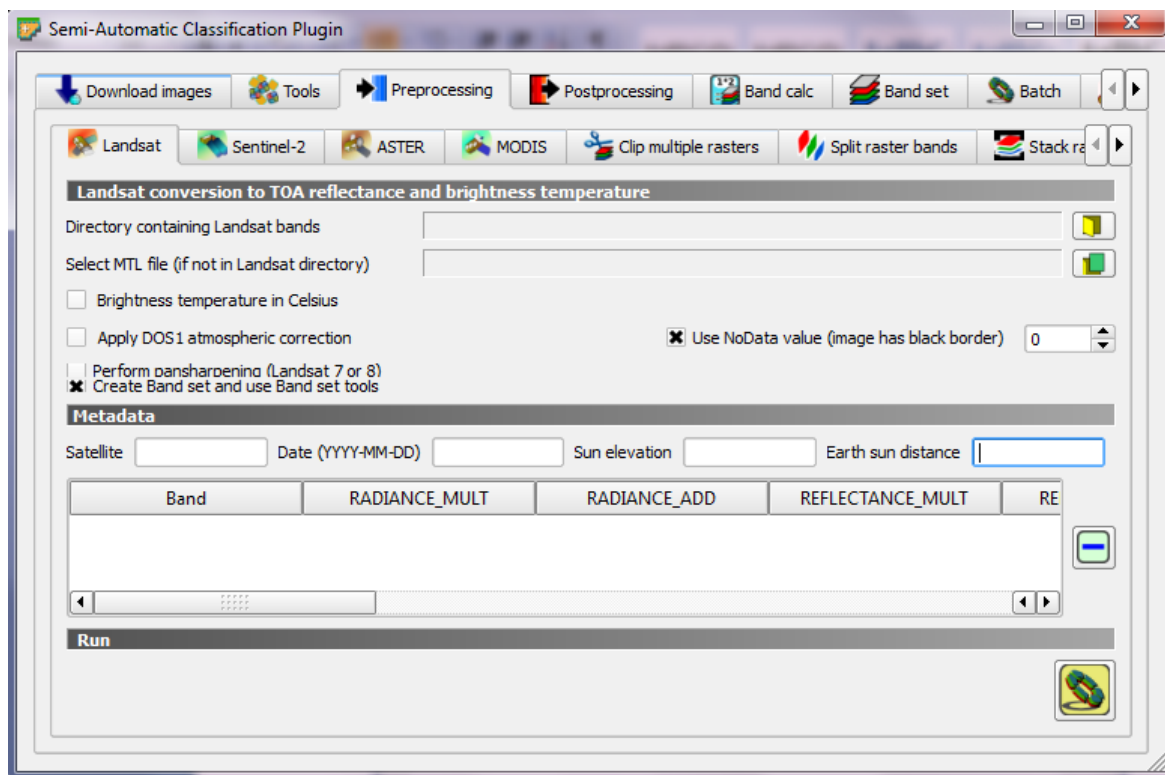 Semi-Automatic Classification Plugin
Download images Tools Preprocessing Postprocessing Band calc Band set Batch
Landsat Sentinel-2 ASTER MODIS Clip multiple rasters Split raster bands Stack ra
Landsat conversion to TOA reflectance and brightness temperature
Directory containing Landsat bands
Select MTL file (if not in Landsat directory)
Brightness temperature in Celsius
Apply DOS1 atmospheric correction Use NoData value (image has black border) 0
Perform pansharpening (Landsat 7 or 8)
Create Band set and use Band set tools
Metadata
Satellite Date (YYYY-MM-DD) Sun elevation Earth sun distance
Band RADIANCE_MULT RADIANCE_ADD REFLECTANCE_MULT RE
Run